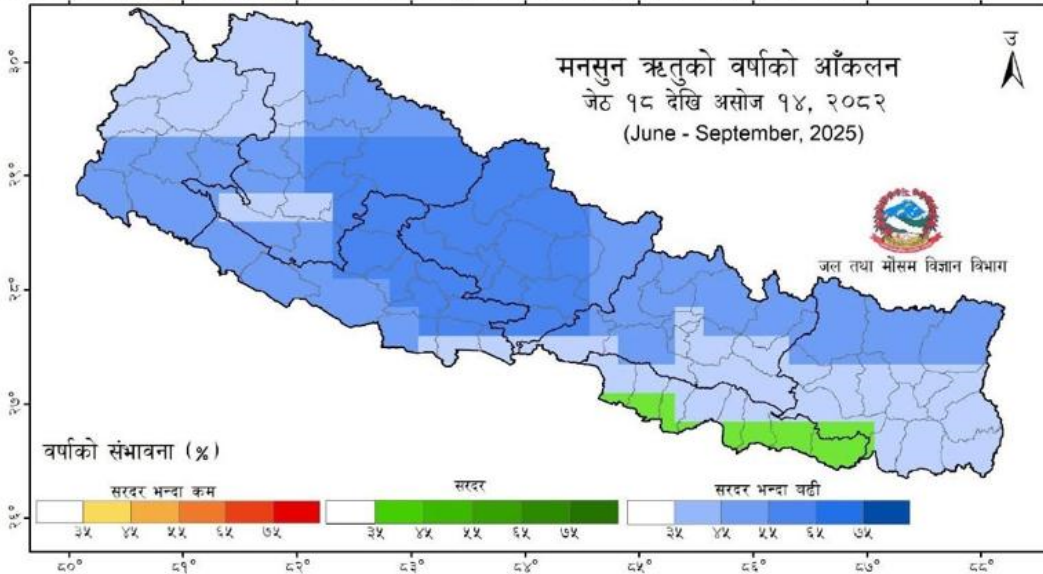 मनसुन ऋतुको वर्षाको आँकलन
जेठ १८ देखि असोज १४, २०८२
(June - September, 2025)
उ
जल तथा मौसम विज्ञान विभाग
३०°
२९°
२८°
२७°
२६°
वर्षाको संभावना (%)
सरदर भन्दा कम
सरदर
सरदर भन्दा बढी
३५ ४५ ५५ ६५ ७५
३५ ४५ ५५ ६५ ७५
३५ ४५ ५५ ६५ ७५
८०° ८१° ८२° ८३° ८४° ८५° ८६° ८७° ८८°